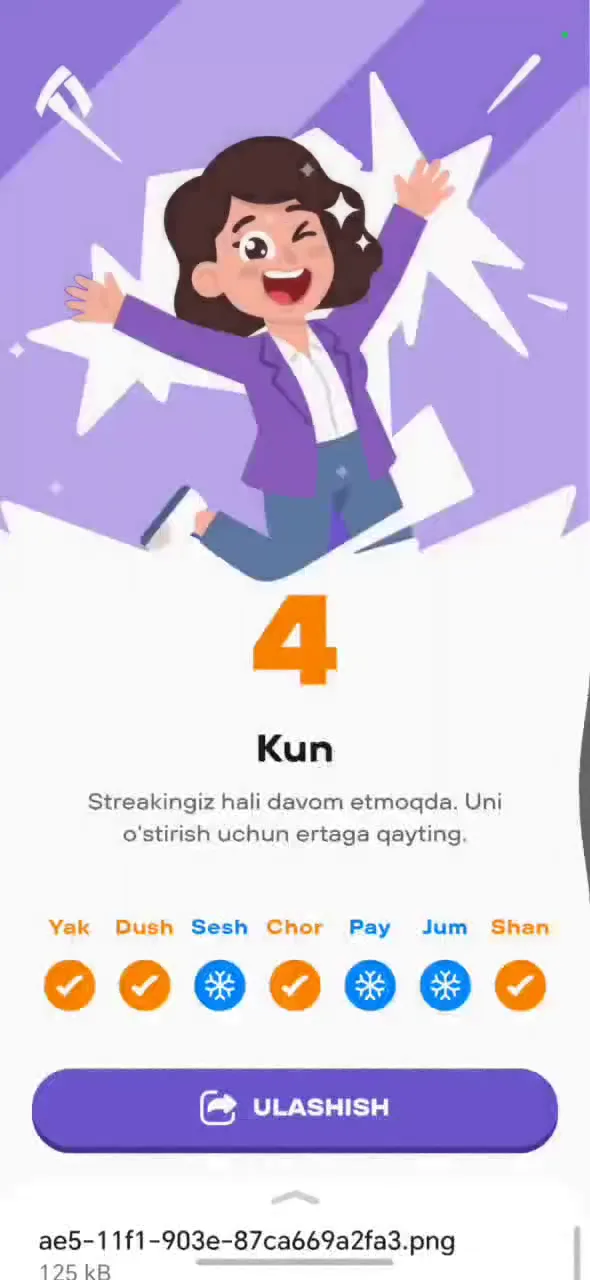 4
Kun
Streakingiz hali davom etmoqda. Uni
o'stirish uchun ertaga qayting.
Yak Dush Sesh Chor Pay Jum Shan
ULASHISH
ae5-11f1-903e-87ca669a2fa3.png
125 kB